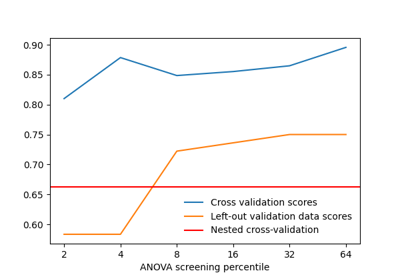 0.90
0.85
0.80
0.75
0.70
0.65
0.60
Cross validation scores
Left-out validation data scores
Nested cross-validation
2 4 8 16 32 64
ANOVA screening percentile